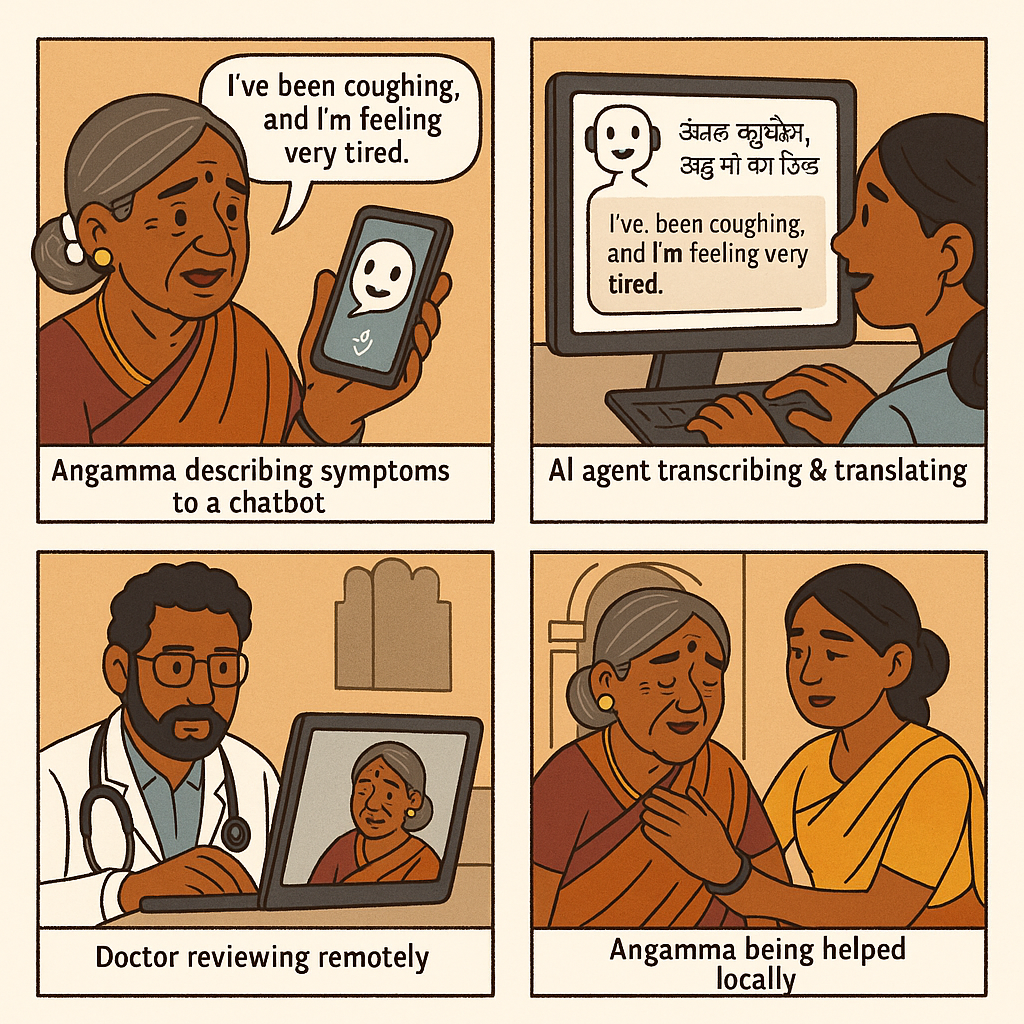 I've been coughing,
and I'm feeling
very tired.
Angamma describing symptoms
to a chatbot
I've. been coughing,
and I'm feeling very
tired.
AI agent transcribing & translating
Doctor reviewing remotely
Angamma being helped
locally